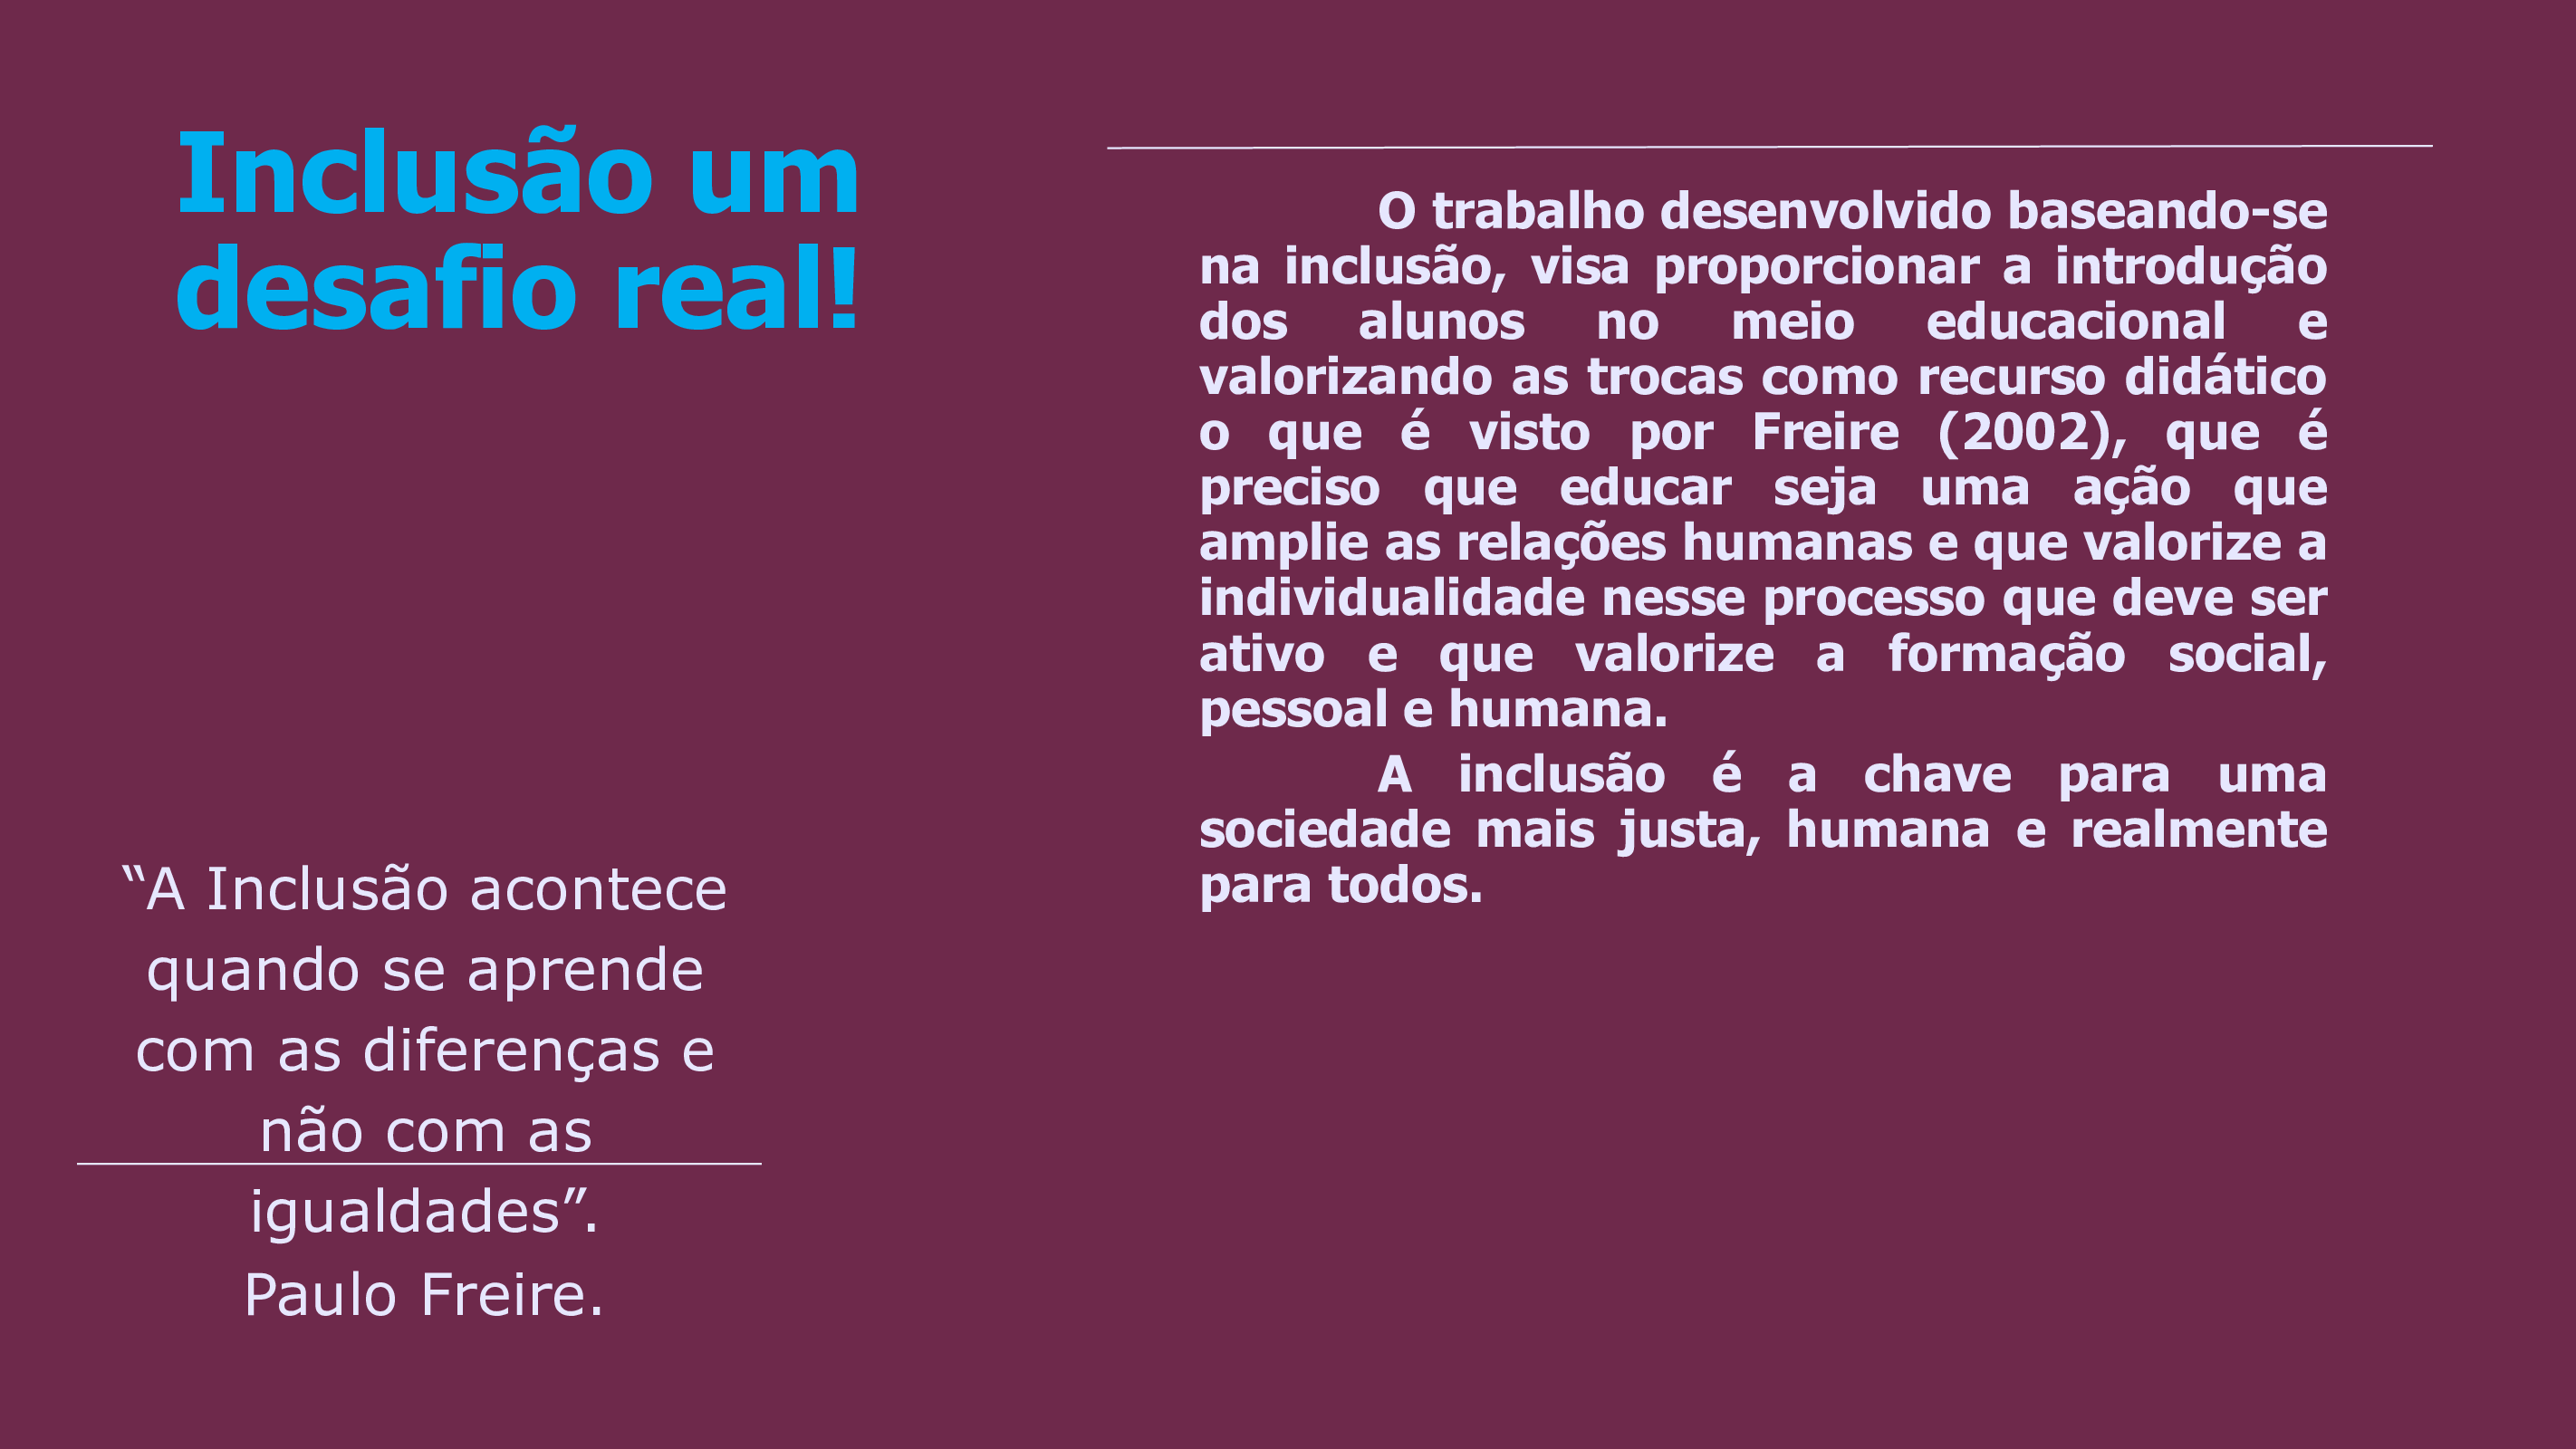 Inclusão um
desafio real!
“A Inclusão acontece
quando se aprende
com as diferenças e
não com as
igualdades”.
Paulo Freire.
O trabalho desenvolvido baseando-se
na inclusão, visa proporcionar a introdução
dos alunos no meio educacional e
valorizando as trocas como recurso didático
o que é visto por Freire (2002), que é
preciso que educar seja uma ação que
amplie as relações humanas e que valorize a
individualidade nesse processo que deve ser
ativo e que valorize a formação social,
pessoal e humana.
A inclusão é a chave para uma
sociedade mais justa, humana e realmente
para todos.